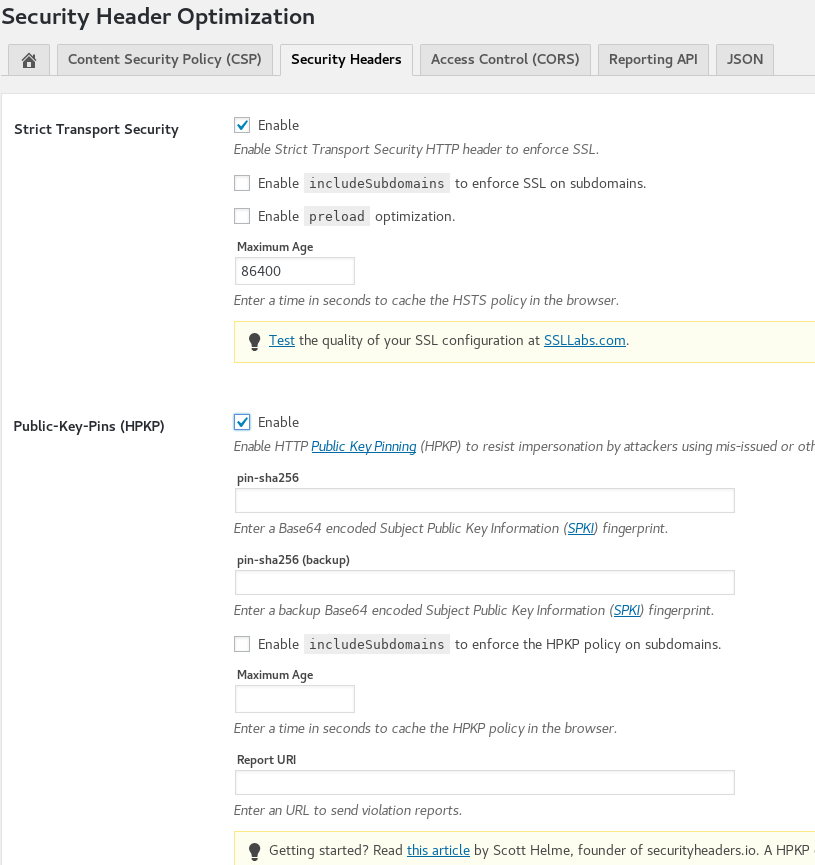 Security Header Optimization
Content Security Policy (CSP) Security Headers Access Control (CORS) Reporting API JSON
Strict Transport Security
Enable
Enable Strict Transport Security HTTP header to enforce SSL.
Enable includeSubdomains to enforce SSL on subdomains.
Enable preload optimization.
Maximum Age
86400
Enter a time in seconds to cache the HSTS policy in the browser.
Test the quality of your SSL configuration at SSLLabs.com.
Public-Key-Pins (HPKP)
Enable
Enable HTTP Public Key Pinning (HPKP) to resist impersonation by attackers using mis-issued or
pin-sha256
Enter a Base64 encoded Subject Public Key Information (SPKI) fingerprint.
pin-sha256 (backup)
Enter a backup Base64 encoded Subject Public Key Information (SPKI) fingerprint.
Enable includeSubdomains to enforce the HPKP policy on subdomains.
Maximum Age
Enter a time in seconds to cache the HPKP policy in the browser.
Report URI
Enter an URL to send violation reports.
Getting started? Read this article by Scott Helme, founder of securityheaders.io. A HPKP